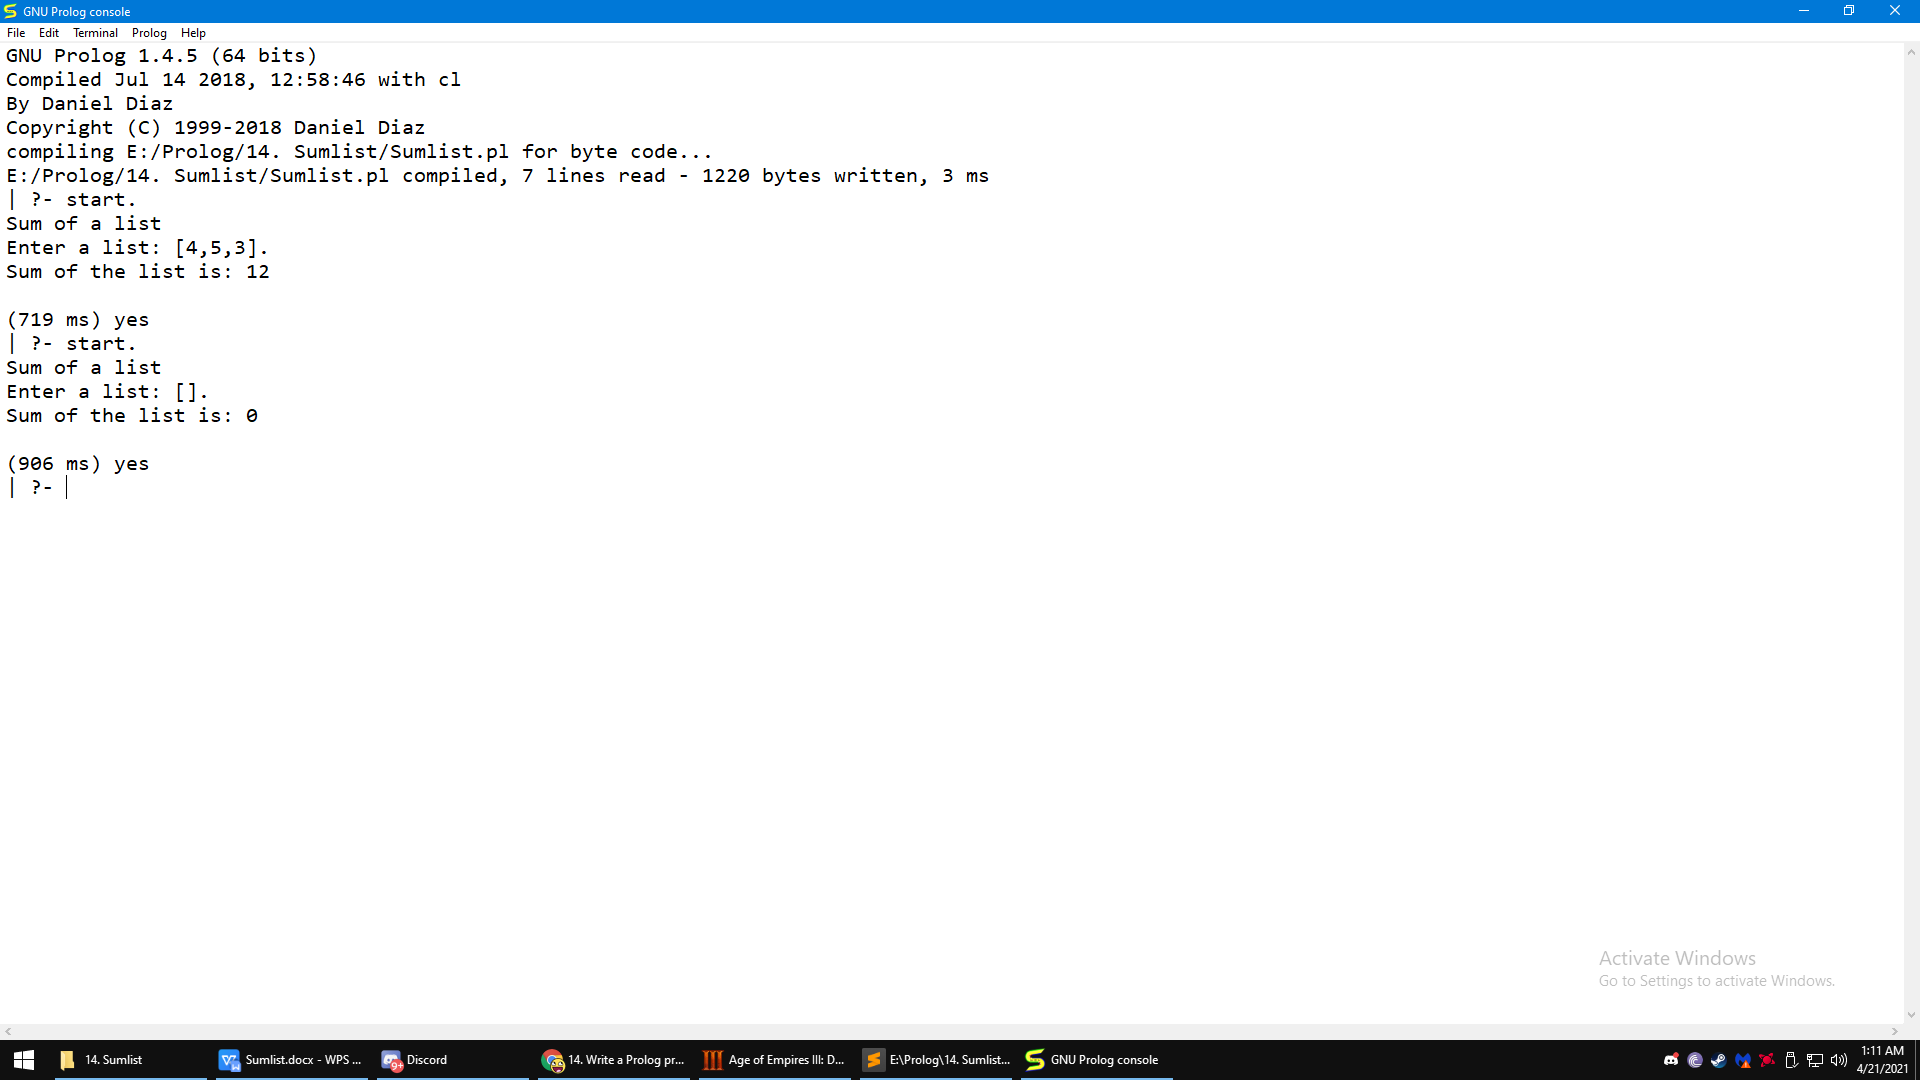 GNU Prolog console
File Edit Terminal Prolog Help
GNU Prolog 1.4.5 (64 bits)
Compiled Jul 14 2018, 12:58:46 with cl
By Daniel Diaz
Copyright (C) 1999-2018 Daniel Diaz
compiling E:/Prolog/14. Sumlist/Sumlist.pl for byte code...
E:/Prolog/14. Sumlist/Sumlist.pl compiled, 7 lines read - 1220 bytes written, 3 ms
| ?- start.
Sum of a list
Enter a list: [4,5,3].
Sum of the list is: 12
(719 ms) yes
| ?- start.
Sum of a list
Enter a list: [].
Sum of the list is: 0
(906 ms) yes
| ?-
Activate Windows
Go to Settings to activate Windows.
14. Sumlist
Sumlist.docx - WPS ...
9+
Discord
14. Write a Prolog pr...
Age of Empires III: D...
E:\Prolog\14. Sumlist...
GNU Prolog console
1:11 AM
4/21/2021